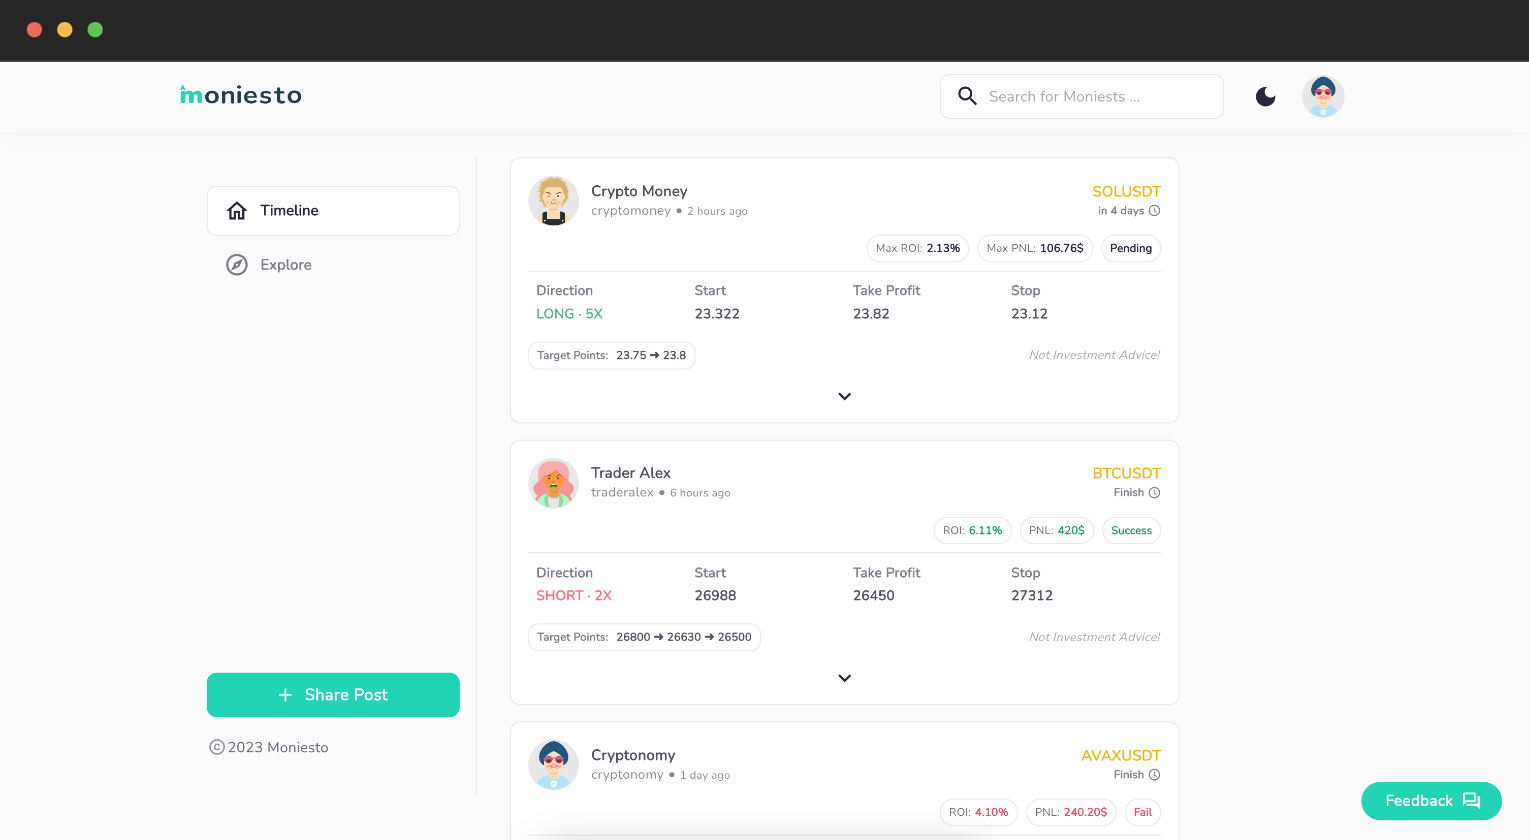 moniesto
Search for Moniests ...
Timeline
Explore
Share Post
© 2023 Moniesto
Crypto Money
cryptomoney • 2 hours ago
SOLUSDT
in 4 days
Max ROI: 2.13%
Max PNL: 106.76$
Pending
Direction Start Take Profit Stop
LONG · 5X 23.322 23.82 23.12
Target Points: 23.75 → 23.8
Not Investment Advice!
Trader Alex
traderalex • 6 hours ago
BTCUSDT
Finish
ROI: 6.11%
PNL: 420$
Success
Direction Start Take Profit Stop
SHORT · 2X 26988 26450 27312
Target Points: 26800 → 26630 → 26500
Not Investment Advice!
Cryptonomy
cryptonomy • 1 day ago
AVAXUSDT
Finish
ROI: 4.10%
PNL: 240.20$
Fail
Feedback